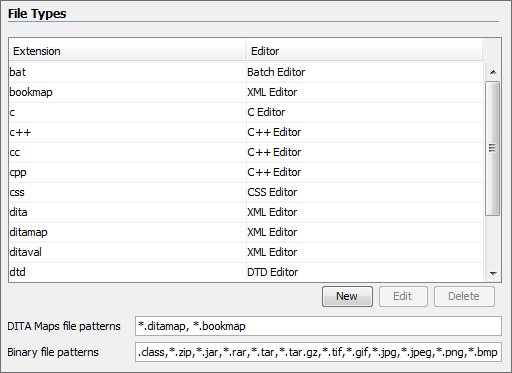 File Types
Extension Editor
bat Batch Editor
bookmap XML Editor
c C Editor
c++ C++ Editor
cc C++ Editor
cpp C++ Editor
css CSS Editor
dita XML Editor
ditamap XML Editor
ditaval XML Editor
dtd DTD Editor
New Edit Delete
DITA Maps file patterns *.ditamap, *.bookmap
Binary file patterns .class,*.zip,*.jar,*.rar,*.tar,*.tar.gz,*.tif,*.gif,*.jpg,*.jpeg,*.png,*.bmp